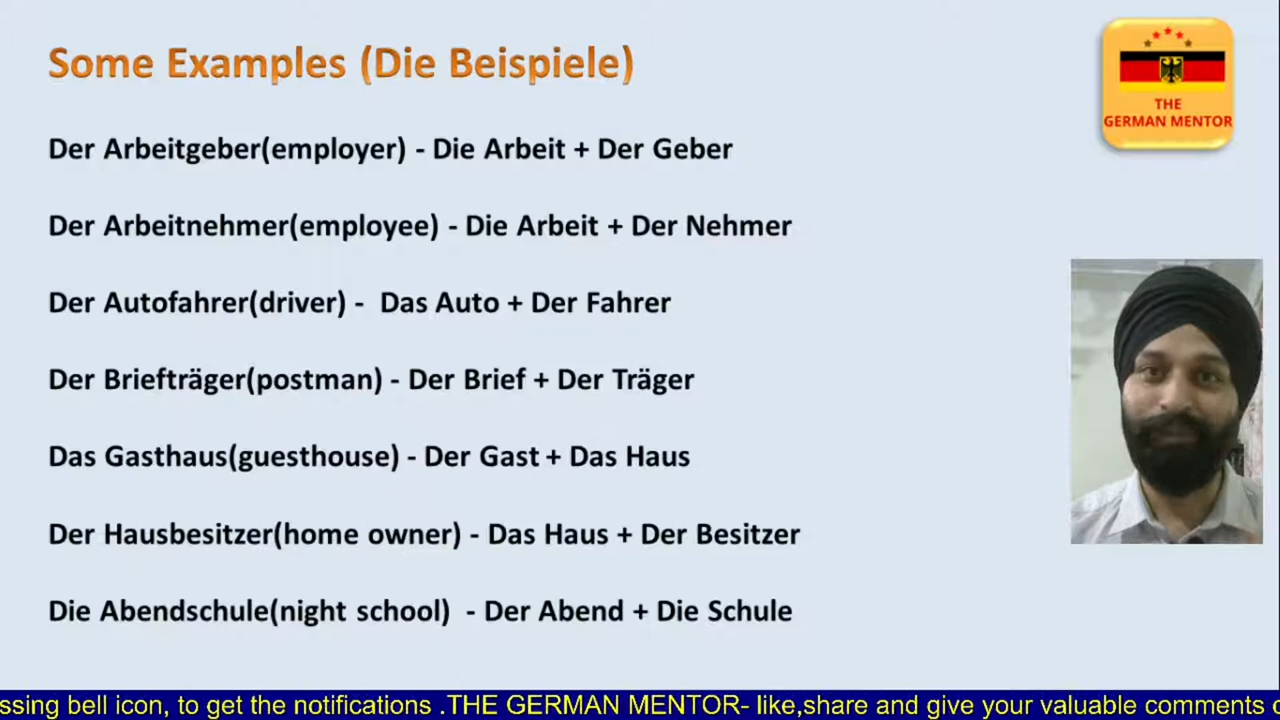 Some Examples (Die Beispiele)
THE
GERMAN MENTOR
Der Arbeitgeber(employer) - Die Arbeit + Der Geber
Der Arbeitnehmer(employee) - Die Arbeit + Der Nehmer
Der Autofahrer(driver) -  Das Auto + Der Fahrer
Der Briefträger(postman) - Der Brief + Der Träger
Das Gasthaus(guesthouse) - Der Gast + Das Haus
Der Hausbesitzer(home owner) - Das Haus + Der Besitzer
Die Abendschule(night school)  - Der Abend + Die Schule
ssing bell icon, to get the notifications .THE GERMAN MENTOR- like,share and give your valuable comments